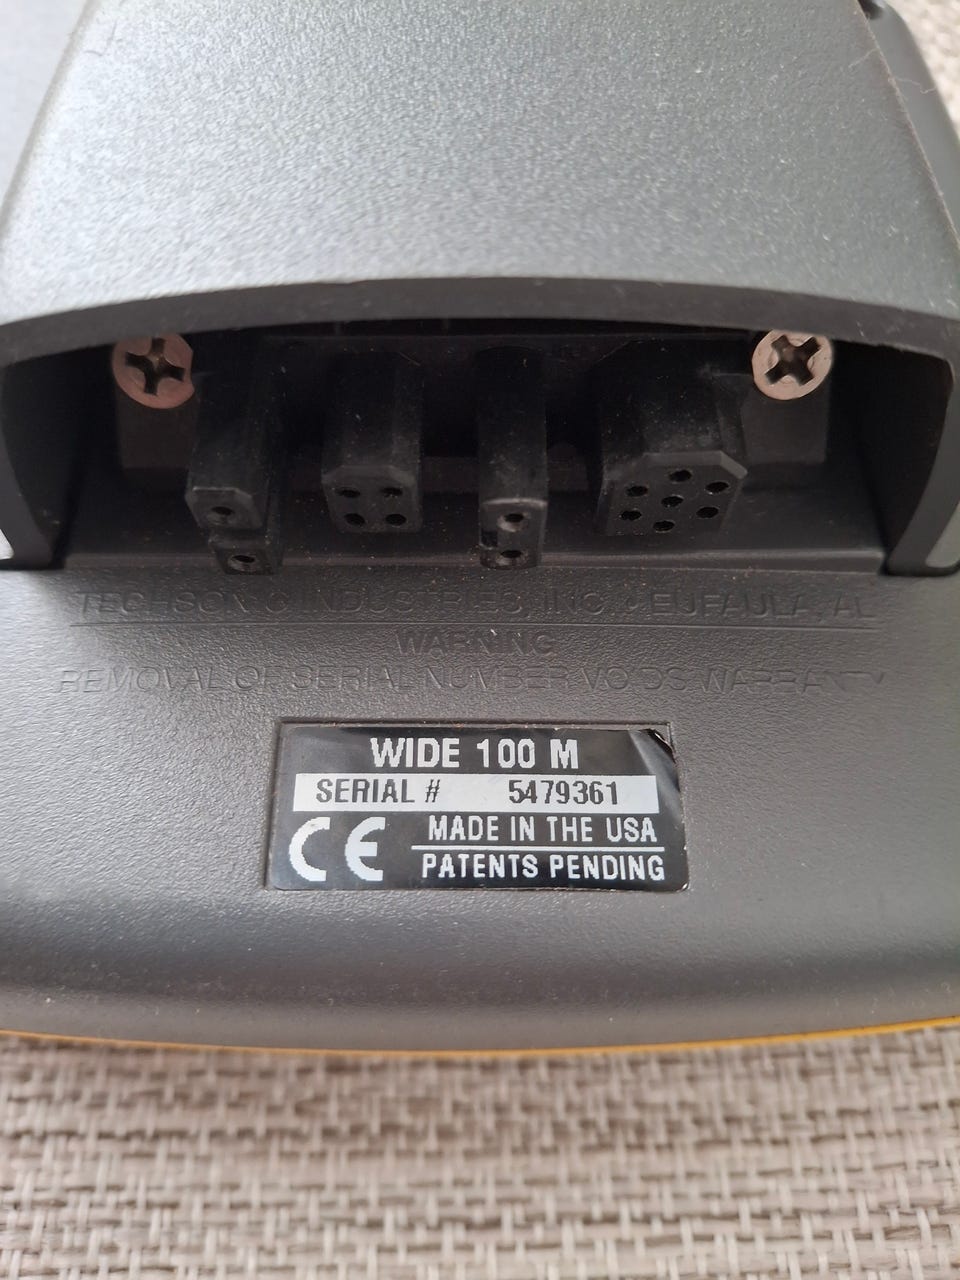 TECHSONIC INDUSTRIES, INC., EUFAULA, AL
WARNING
REMOVAL OF SERIAL NUMBER VOIDS WARRANTY
WIDE 100 M
SERIAL # 5479361
CE MADE IN THE USA
PATENTS PENDING